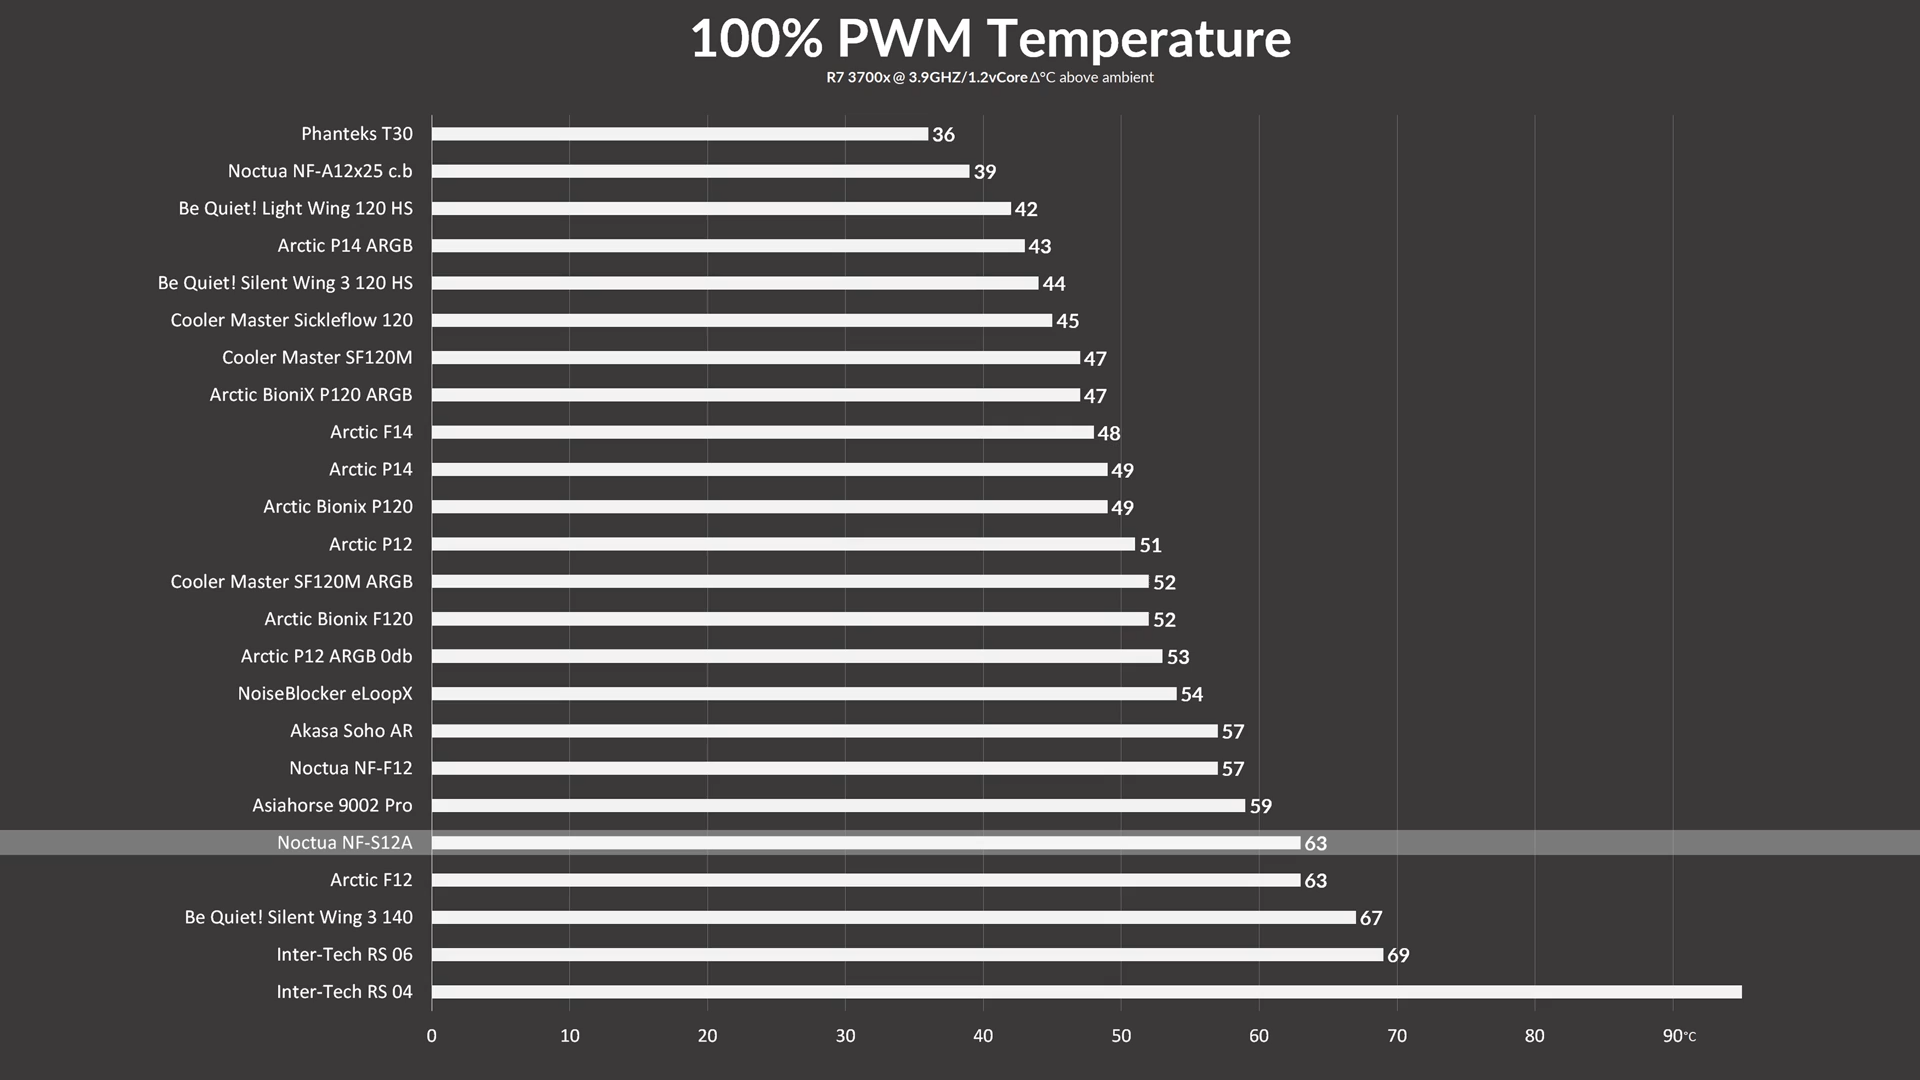 100% PWM Temperature
R7 3700x @ 3.9GHZ/1.2vCore Δ°C above ambient
Phanteks T30 36
Noctua NF-A12x25 c.b 39
Be Quiet! Light Wing 120 HS 42
Arctic P14 ARGB 43
Be Quiet! Silent Wing 3 120 HS 44
Cooler Master Sickleflow 120 45
Cooler Master SF120M 47
Arctic BioniX P120 ARGB 47
Arctic F14 48
Arctic P14 49
Arctic Bionix P120 49
Arctic P12 51
Cooler Master SF120M ARGB 52
Arctic Bionix F120 52
Arctic P12 ARGB 0db 53
NoiseBlocker eLoopX 54
Akasa Soho AR 57
Noctua NF-F12 57
Asiahorse 9002 Pro 59
Noctua NF-S12A 63
Arctic F12 63
Be Quiet! Silent Wing 3 140 67
Inter-Tech RS 06 69
Inter-Tech RS 04
0 10 20 30 40 50 60 70 80 90°C